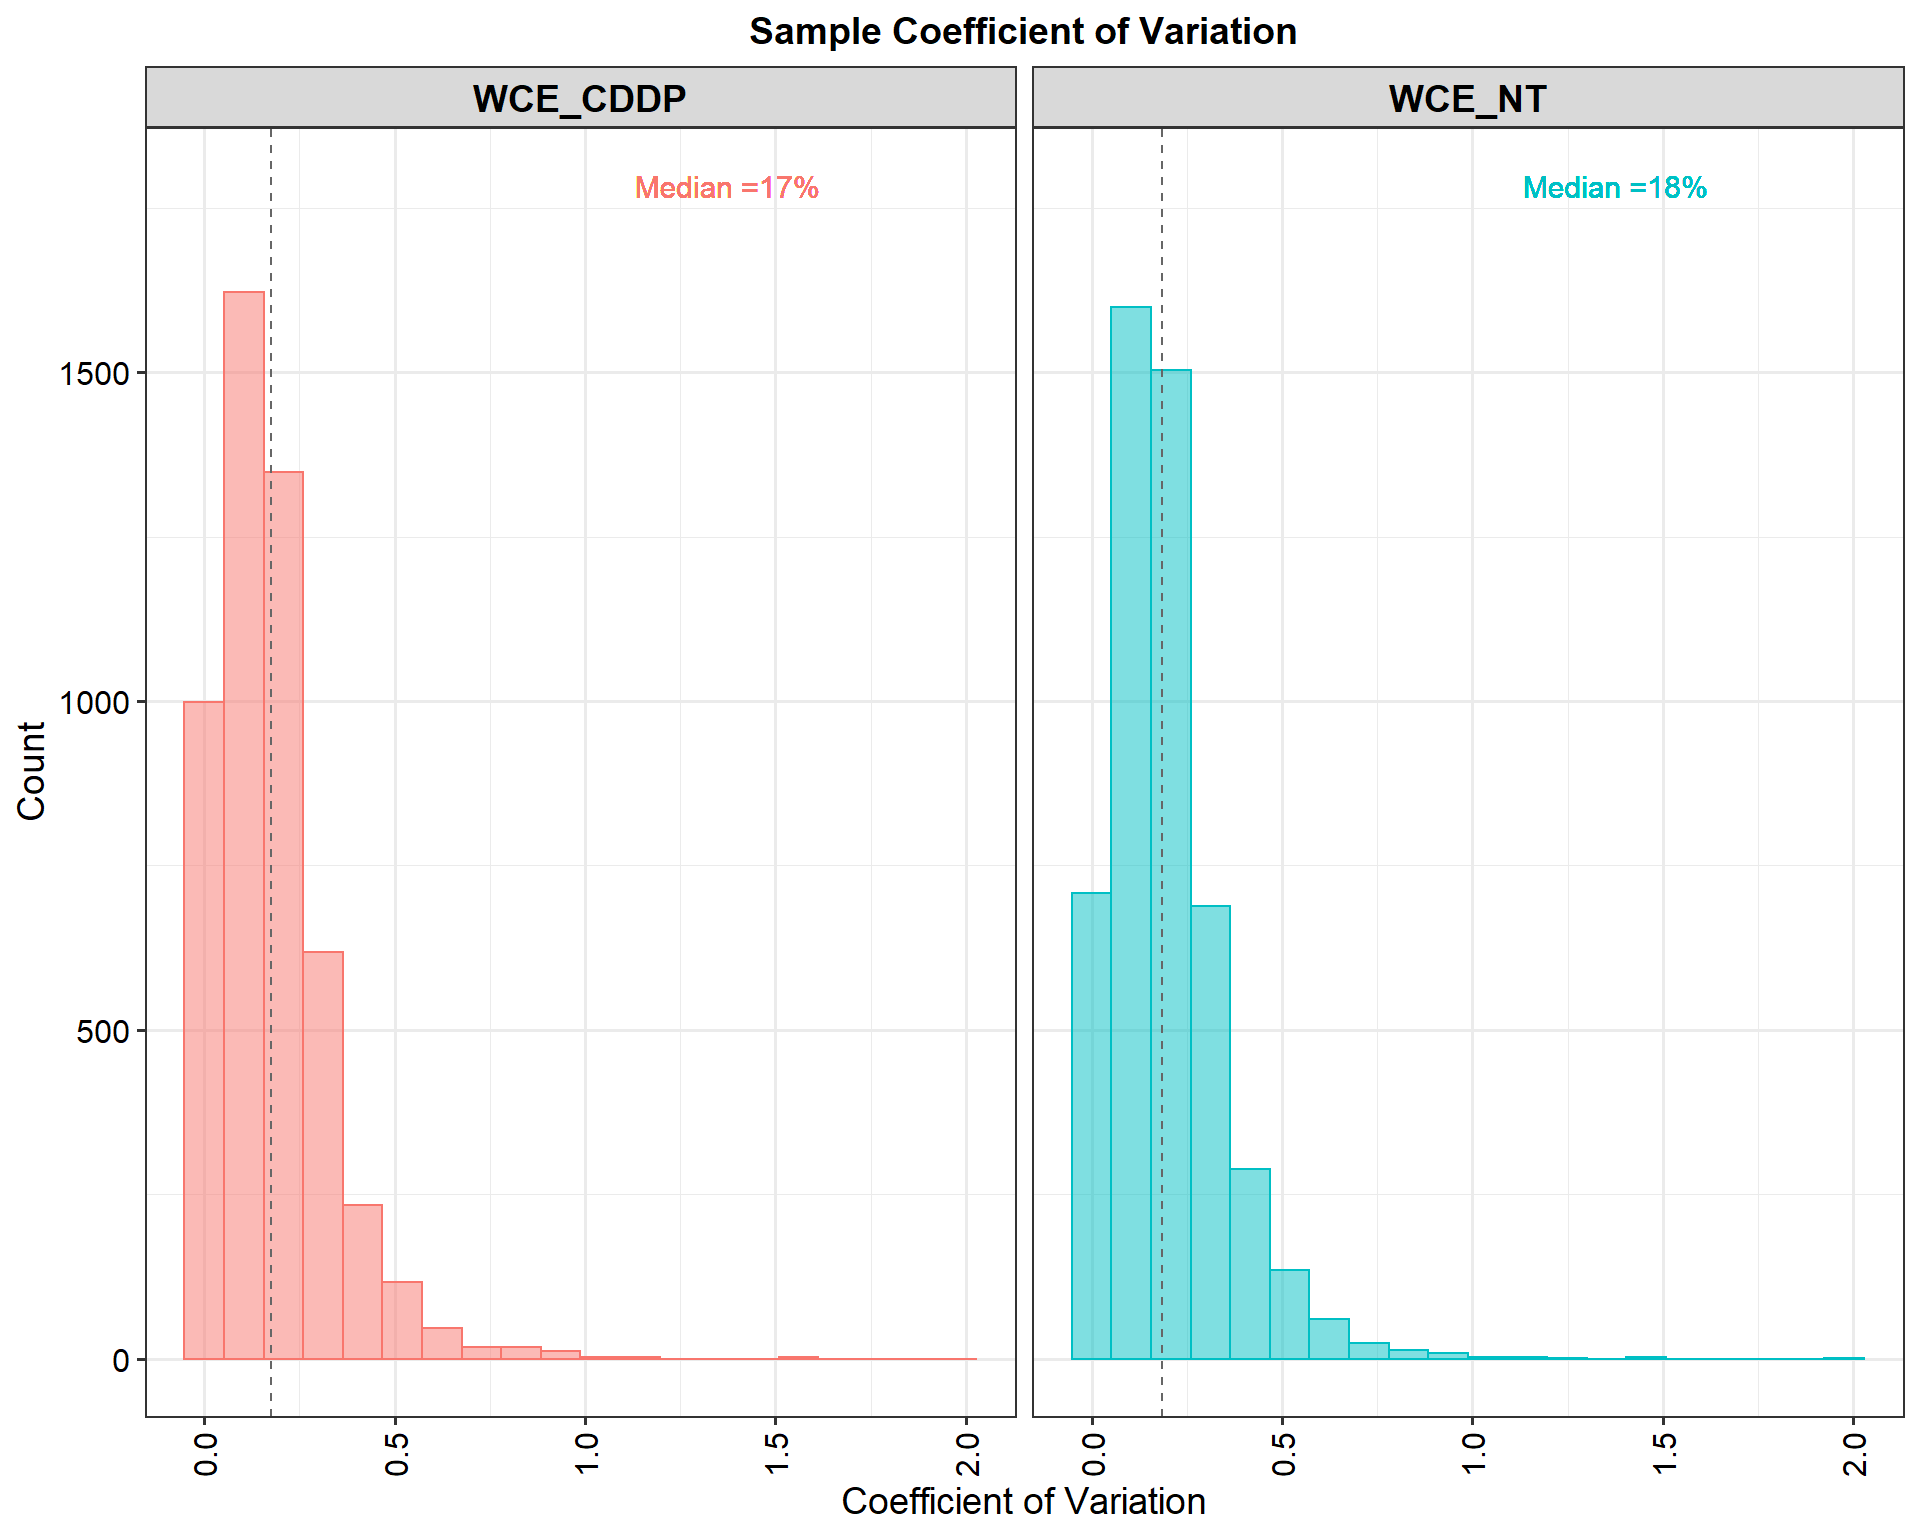 Sample Coefficient of Variation
WCE_CDDP
WCE_NT
Median =17%
Median =18%
Count
1500
1000
500
0
0.0
0.5
1.0
1.5
2.0
0.0
0.5
1.0
1.5
2.0
Coefficient of Variation